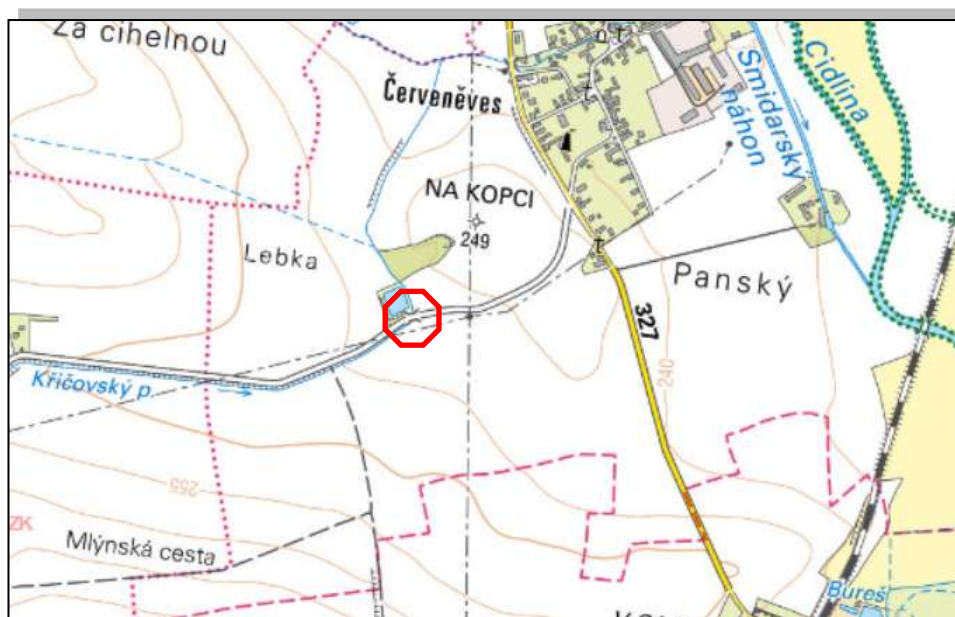 Za cihelnou
Červeněves
Smidarský
náhon
Cidlina
NA KOPCI
249
Lebka
Panský
327
240
Křičovský p.
255
ZK
Mlýnská cesta
Bureš